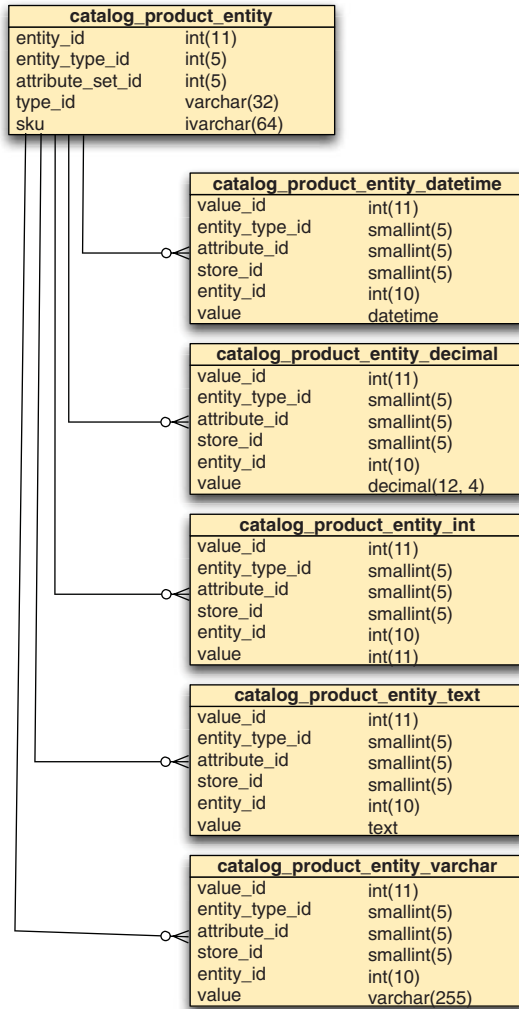 catalog_product_entity
entity_id int(11)
entity_type_id int(5)
attribute_set_id int(5)
type_id varchar(32)
sku ivarchar(64)
catalog_product_entity_datetime
value_id int(11)
entity_type_id smallint(5)
attribute_id smallint(5)
store_id smallint(5)
entity_id int(10)
value datetime
catalog_product_entity_decimal
value_id int(11)
entity_type_id smallint(5)
attribute_id smallint(5)
store_id smallint(5)
entity_id int(10)
value decimal(12, 4)
catalog_product_entity_int
value_id int(11)
entity_type_id smallint(5)
attribute_id smallint(5)
store_id smallint(5)
entity_id int(10)
value int(11)
catalog_product_entity_text
value_id int(11)
entity_type_id smallint(5)
attribute_id smallint(5)
store_id smallint(5)
entity_id int(10)
value text
catalog_product_entity_varchar
value_id int(11)
entity_type_id smallint(5)
attribute_id smallint(5)
store_id smallint(5)
entity_id int(10)
value varchar(255)